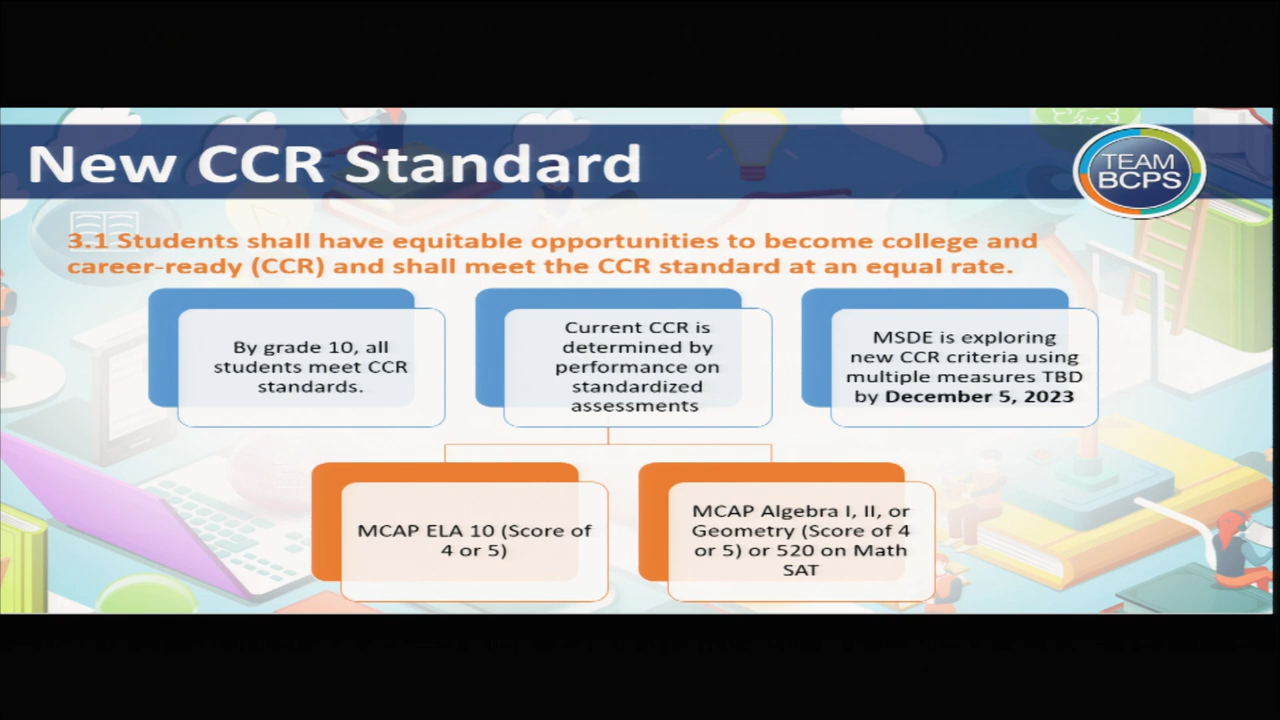 New CCR Standard
TEAM
BCPS
3.1 Students shall have equitable opportunities to become college and
career-ready (CCR) and shall meet the CCR standard at an equal rate.
By grade 10, all
students meet CCR
standards.
Current CCR is
determined by
performance on
standardized
assessments
MSDE is exploring
new CCR criteria using
multiple measures TBD
by December 5, 2023
MCAP ELA 10 (Score of
4 or 5)
MCAP Algebra I, II, or
Geometry (Score of 4
or 5) or 520 on Math
SAT